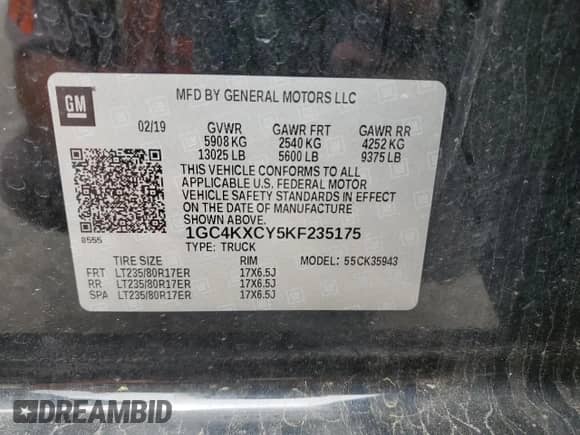 GM
MFD BY GENERAL MOTORS LLC
02/19 GVWR GAWR FRT GAWR RR
5908 KG 2540 KG 4252 KG
13025 LB 5600 LB 9375 LB
THIS VEHICLE CONFORMS TO ALL
APPLICABLE U.S. FEDERAL MOTOR
VEHICLE SAFETY STANDARDS IN EFFECT
ON THE DATE OF MANUFACTURE
SHOWN ABOVE.
8555 1GC4KXCY5KF235175
TYPE: TRUCK MODEL: 55CK35943
TIRE SIZE RIM
FRT LT235/80R17ER 17X6.5J
RR LT235/80R17ER 17X6.5J
SPA LT235/80R17ER 17X6.5J
DREAMBID